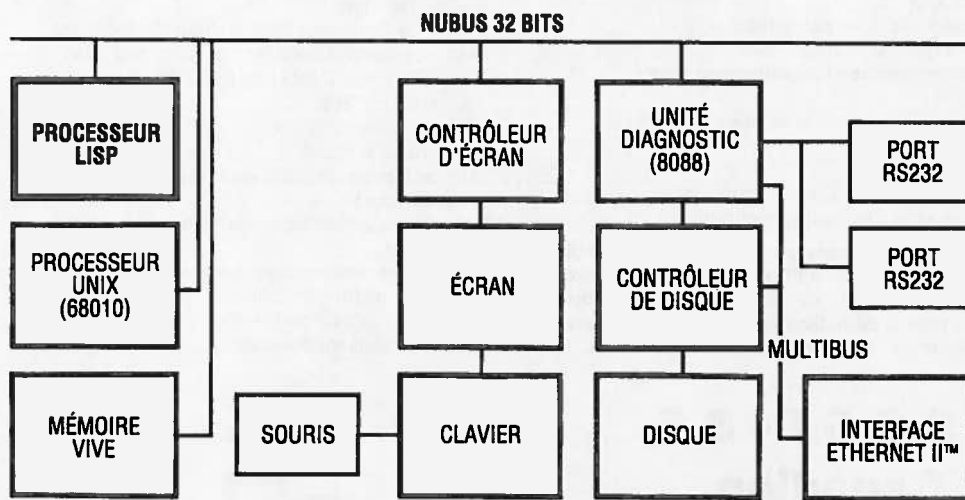 NUBUS 32 BITS
PROCESSEUR
LISP
CONTRÔLEUR
D'ÉCRAN
UNITÉ
DIAGNOSTIC
(8088)
PORT
RS232
PROCESSEUR
UNIX
(68010)
ÉCRAN
CONTRÔLEUR
DE DISQUE
PORT
RS232
MULTIBUS
MÉMOIRE
VIVE
SOURIS
CLAVIER
DISQUE
INTERFACE
ETHERNET II™